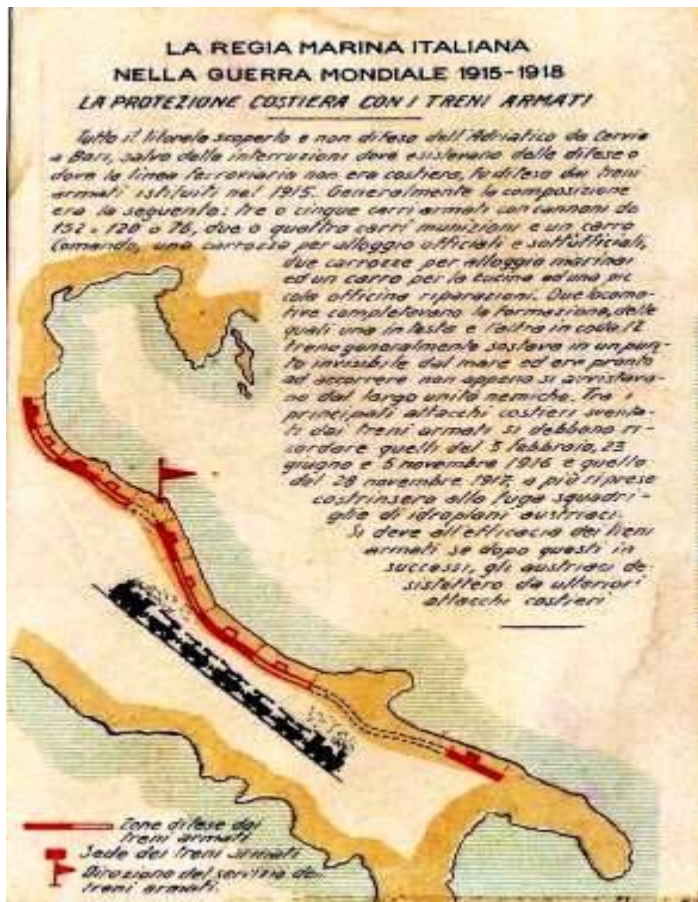 LA REGIA MARINA ITALIANA
NELLA GUERRA MONDIALE 1915-1918
LA PROTEZIONE COSTIERA CON I TRENI ARMATI
Tutto il litorale scoperto e non difeso dell'Adriatico da Cervia
a Bari, salvo delle interruzioni dove esistevano delle difese o
dove la linea ferroviaria non era costiera, fu difeso dai treni
armati istituiti nel 1915. Generalmente la composizione
era la seguente: tre o cinque carri armati con cannoni da
152 o 120 o 76, due o quattro carri munizioni e un carro
Comando, una carrozza per alloggio ufficiali e sott'ufficiali,
due carrozze per alloggio marinai
ed un carro per la cucina ed una pic
cola officina riparazioni. Due locomo-
tive completavano la formazione, delle
quali una in testa e l'altra in coda. Il
treno generalmente sostava in un pun-
to invisibile dal mare ed era pronto
ad accorrere non appena si avvistava-
no dal largo unità nemiche. Tra i
principali attacchi costieri sventa-
ti dai treni armati si debbono ri-
cordare quelli del 3 febbraio, 23
giugno e 5 novembre 1916 e quello
del 28 novembre 1917, a più riprese
costrinsero alla fuga squadri-
glie di idroplani austriaci.
Si deve all'efficacia dei treni
armati se dopo questi in
successi, gli austriaci de-
sistettero da ulteriori
attacchi costieri
Zone difese dai
treni armati
Sede dei treni armati
Direzione del servizio dei
treni armati.